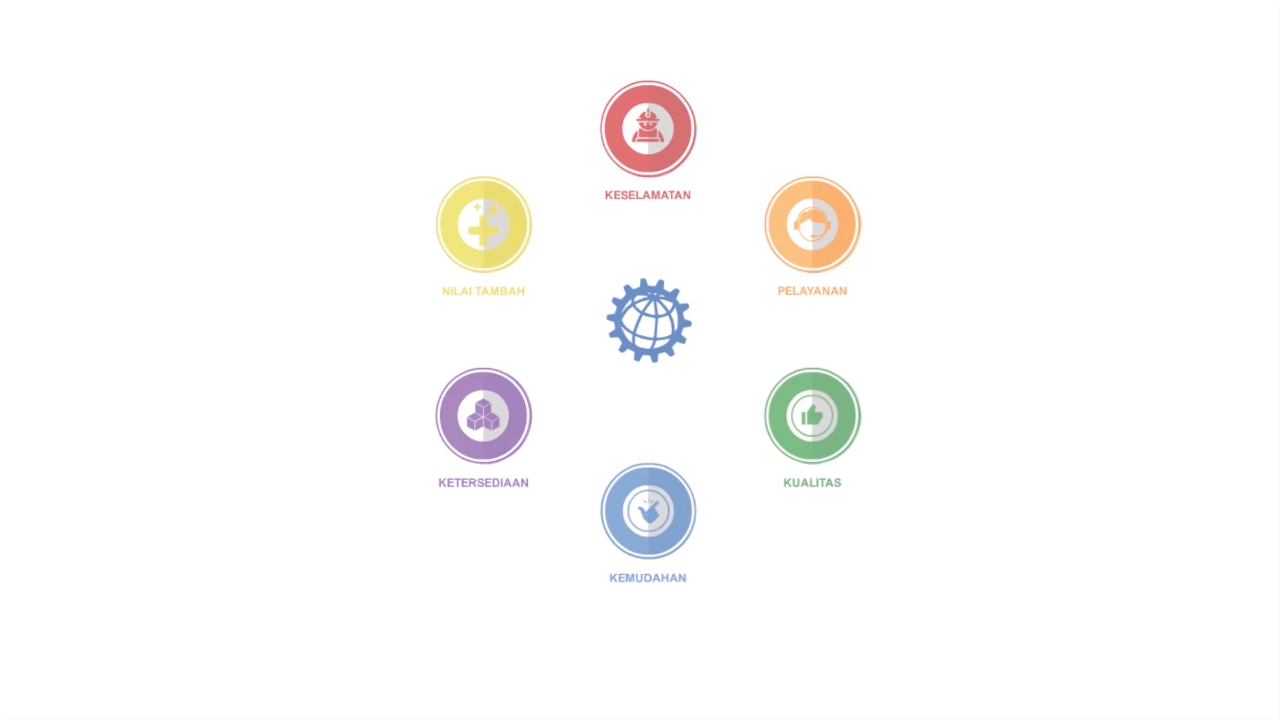 KESELAMATAN
NILAI TAMBAH
PELAYANAN
KETERSEDIAAN
KUALITAS
KEMUDAHAN